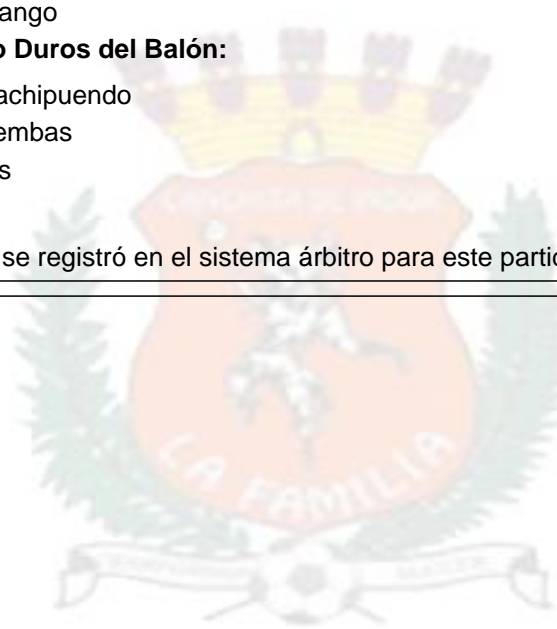 ango
o Duros del Balón:
achipuendo
embas
s
se registró en el sistema árbitro para este partic
LA FAMILIA